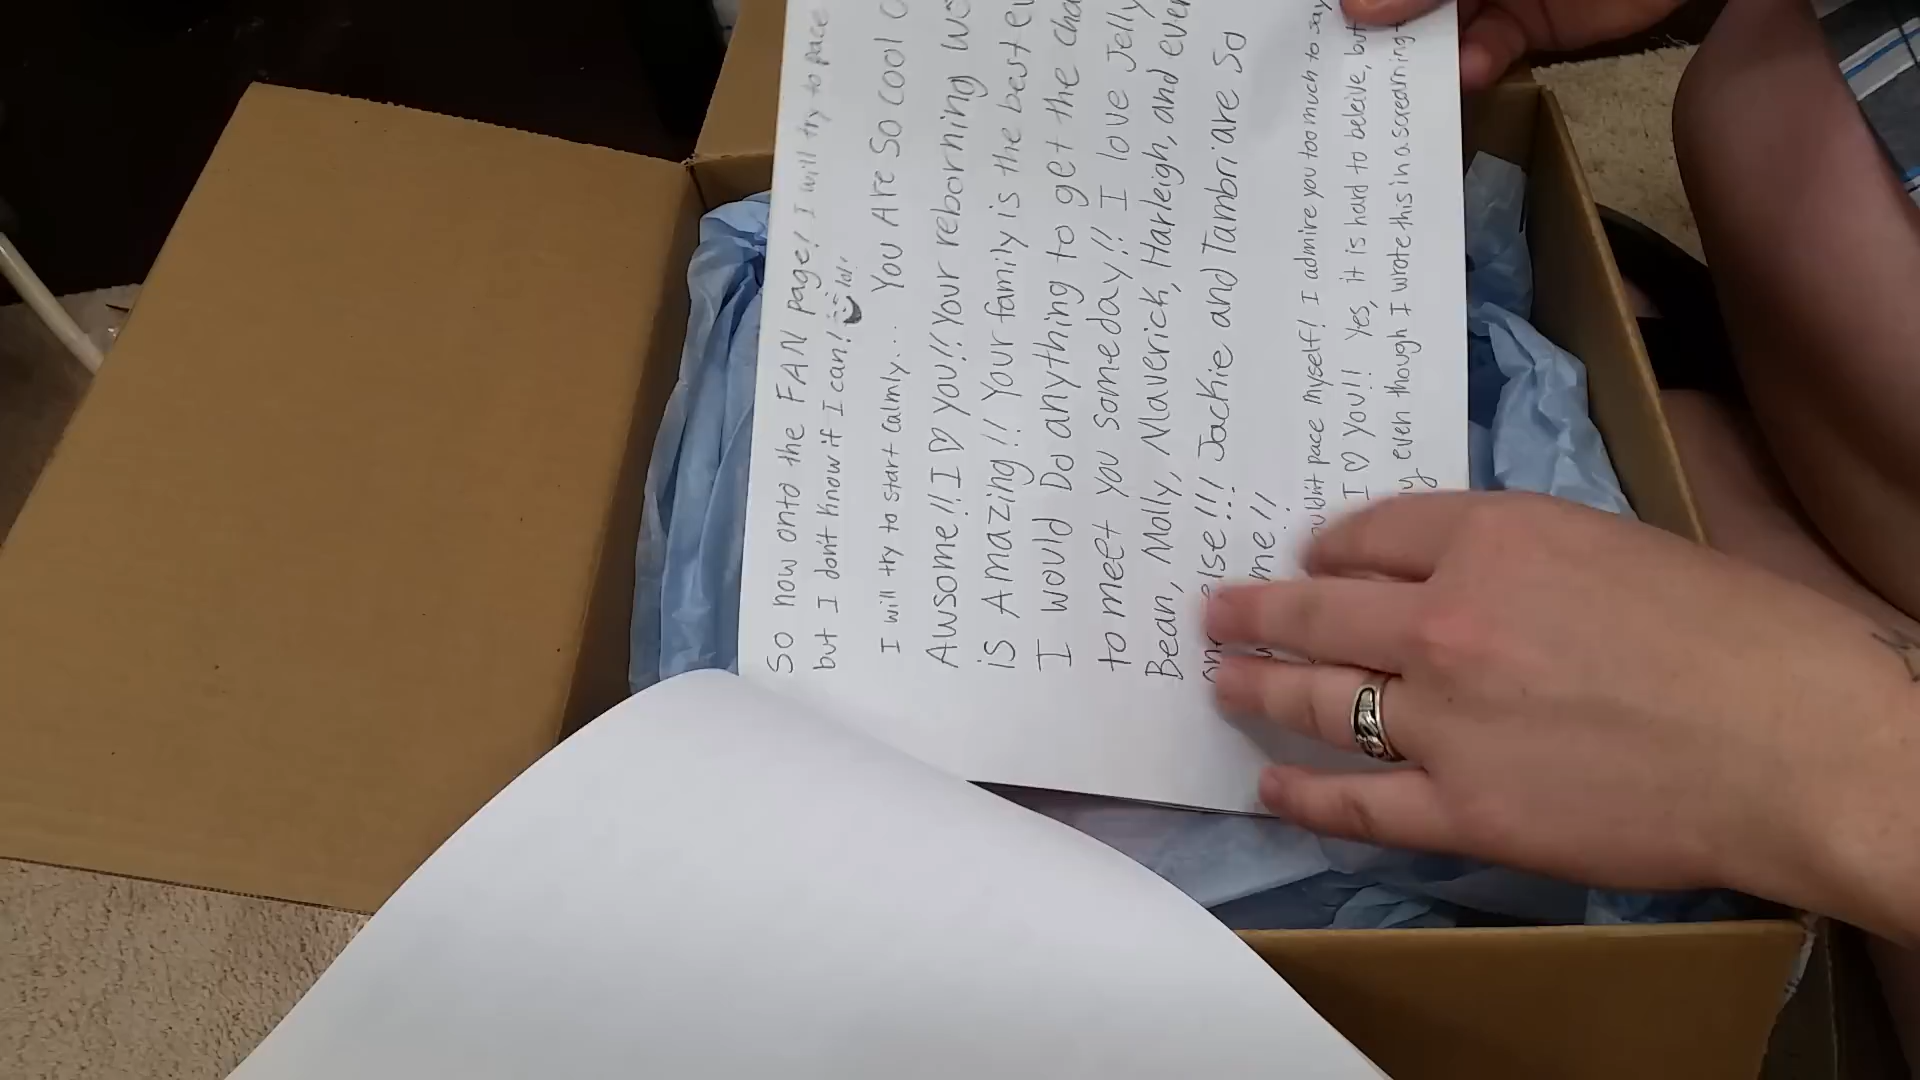 So now onto the FAN page! I will try to pace
but I don't know if I can! lol!
I will try to start calmly... You Are So cool
Awsome!! I ♡ you!! Your reborning
is Amazing!! Your family is the best
I would Do anything to get the
to meet you someday!! I love Jelly
Bean, Molly, Maverick, Harleigh, and
else!!! Jackie and Tambri are So
me!!
pace myself! I admire you too much to say
I ♡ you!! Yes, it is hard to beleive, but
even though I wrote this in a